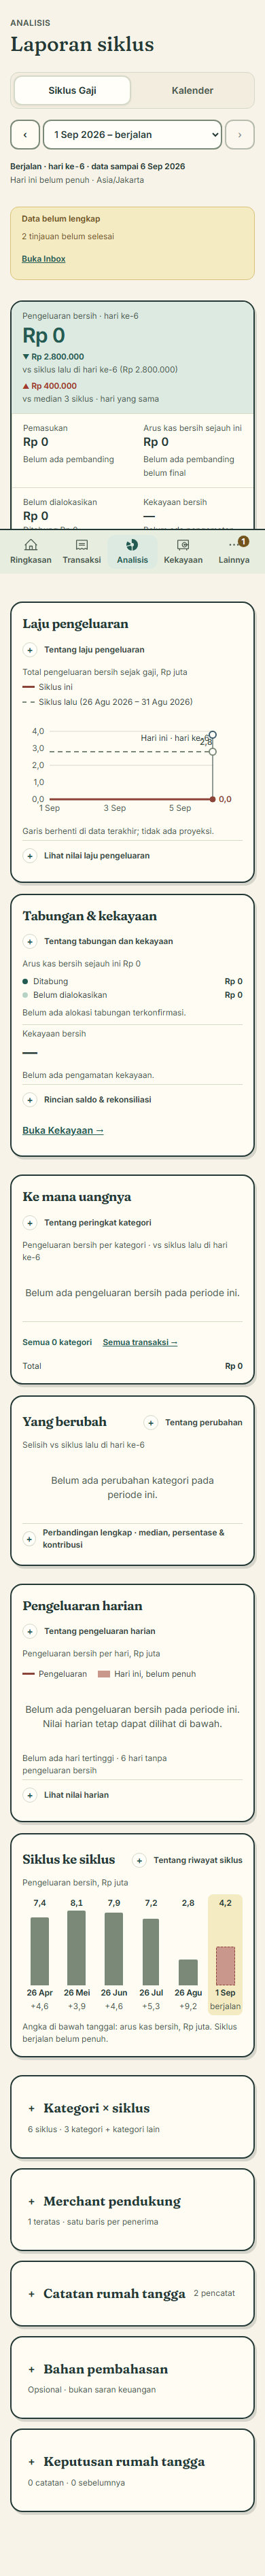 ANALISIS
Laporan siklus
Siklus Gaji
Kalender
‹
1 Sep 2026 – berjalan
›
Berjalan · hari ke-6 · data sampai 6 Sep 2026
Hari ini belum penuh · Asia/Jakarta
Data belum lengkap
2 tinjauan belum selesai
Buka Inbox
Pengeluaran bersih · hari ke-6
Rp 0
▼ Rp 2.800.000
vs siklus lalu di hari ke-6 (Rp 2.800.000)
▲ Rp 400.000
vs median 3 siklus · hari yang sama
Pemasukan
Rp 0
Belum ada pembanding
Arus kas bersih sejauh ini
Rp 0
Belum ada pembanding
belum final
Belum dialokasikan
Rp 0
Kekayaan bersih
—
Ringkasan
Transaksi
Analisis
Kekayaan
Lainnya
1
Laju pengeluaran
+ Tentang laju pengeluaran
Total pengeluaran bersih sejak gaji, Rp juta
Siklus ini
Siklus lalu (26 Agu 2026 – 31 Agu 2026)
Hari ini · hari ke-6
2,8
4,0
3,0
2,0
1,0
0,0
0,0
1 Sep
3 Sep
5 Sep
Garis berhenti di data terakhir; tidak ada proyeksi.
+ Lihat nilai laju pengeluaran
Tabungan & kekayaan
+ Tentang tabungan dan kekayaan
Arus kas bersih sejauh ini Rp 0
Ditabung Rp 0
Belum dialokasikan Rp 0
Belum ada alokasi tabungan terkonfirmasi.
Kekayaan bersih
—
Belum ada pengamatan kekayaan.
+ Rincian saldo & rekonsiliasi
Buka Kekayaan →
Ke mana uangnya
+ Tentang peringkat kategori
Pengeluaran bersih per kategori · vs siklus lalu di hari
ke-6
Belum ada pengeluaran bersih pada periode ini.
Semua 0 kategori
Semua transaksi →
Total Rp 0
Yang berubah
+ Tentang perubahan
Selisih vs siklus lalu di hari ke-6
Belum ada perubahan kategori pada
periode ini.
+ Perbandingan lengkap · median, persentase &
kontribusi
Pengeluaran harian
+ Tentang pengeluaran harian
Pengeluaran bersih per hari, Rp juta
Pengeluaran
Hari ini, belum penuh
Belum ada pengeluaran bersih pada periode ini.
Nilai harian tetap dapat dilihat di bawah.
Belum ada hari tertinggi · 6 hari tanpa
pengeluaran bersih
+ Lihat nilai harian
Siklus ke siklus
+ Tentang riwayat siklus
Pengeluaran bersih, Rp juta
7,4 8,1 7,9 7,2 2,8 4,2
26 Apr 26 Mei 26 Jun 26 Jul 26 Agu 1 Sep
+4,6 +3,9 +4,6 +5,3 +9,2 berjalan
Angka di bawah tanggal: arus kas bersih, Rp juta. Siklus
berjalan belum penuh.
+ Kategori × siklus
6 siklus · 3 kategori + kategori lain
+ Merchant pendukung
1 teratas · satu baris per penerima
+ Catatan rumah tangga 2 pencatat
+ Bahan pembahasan
Opsional · bukan saran keuangan
+ Keputusan rumah tangga
0 catatan · 0 sebelumnya